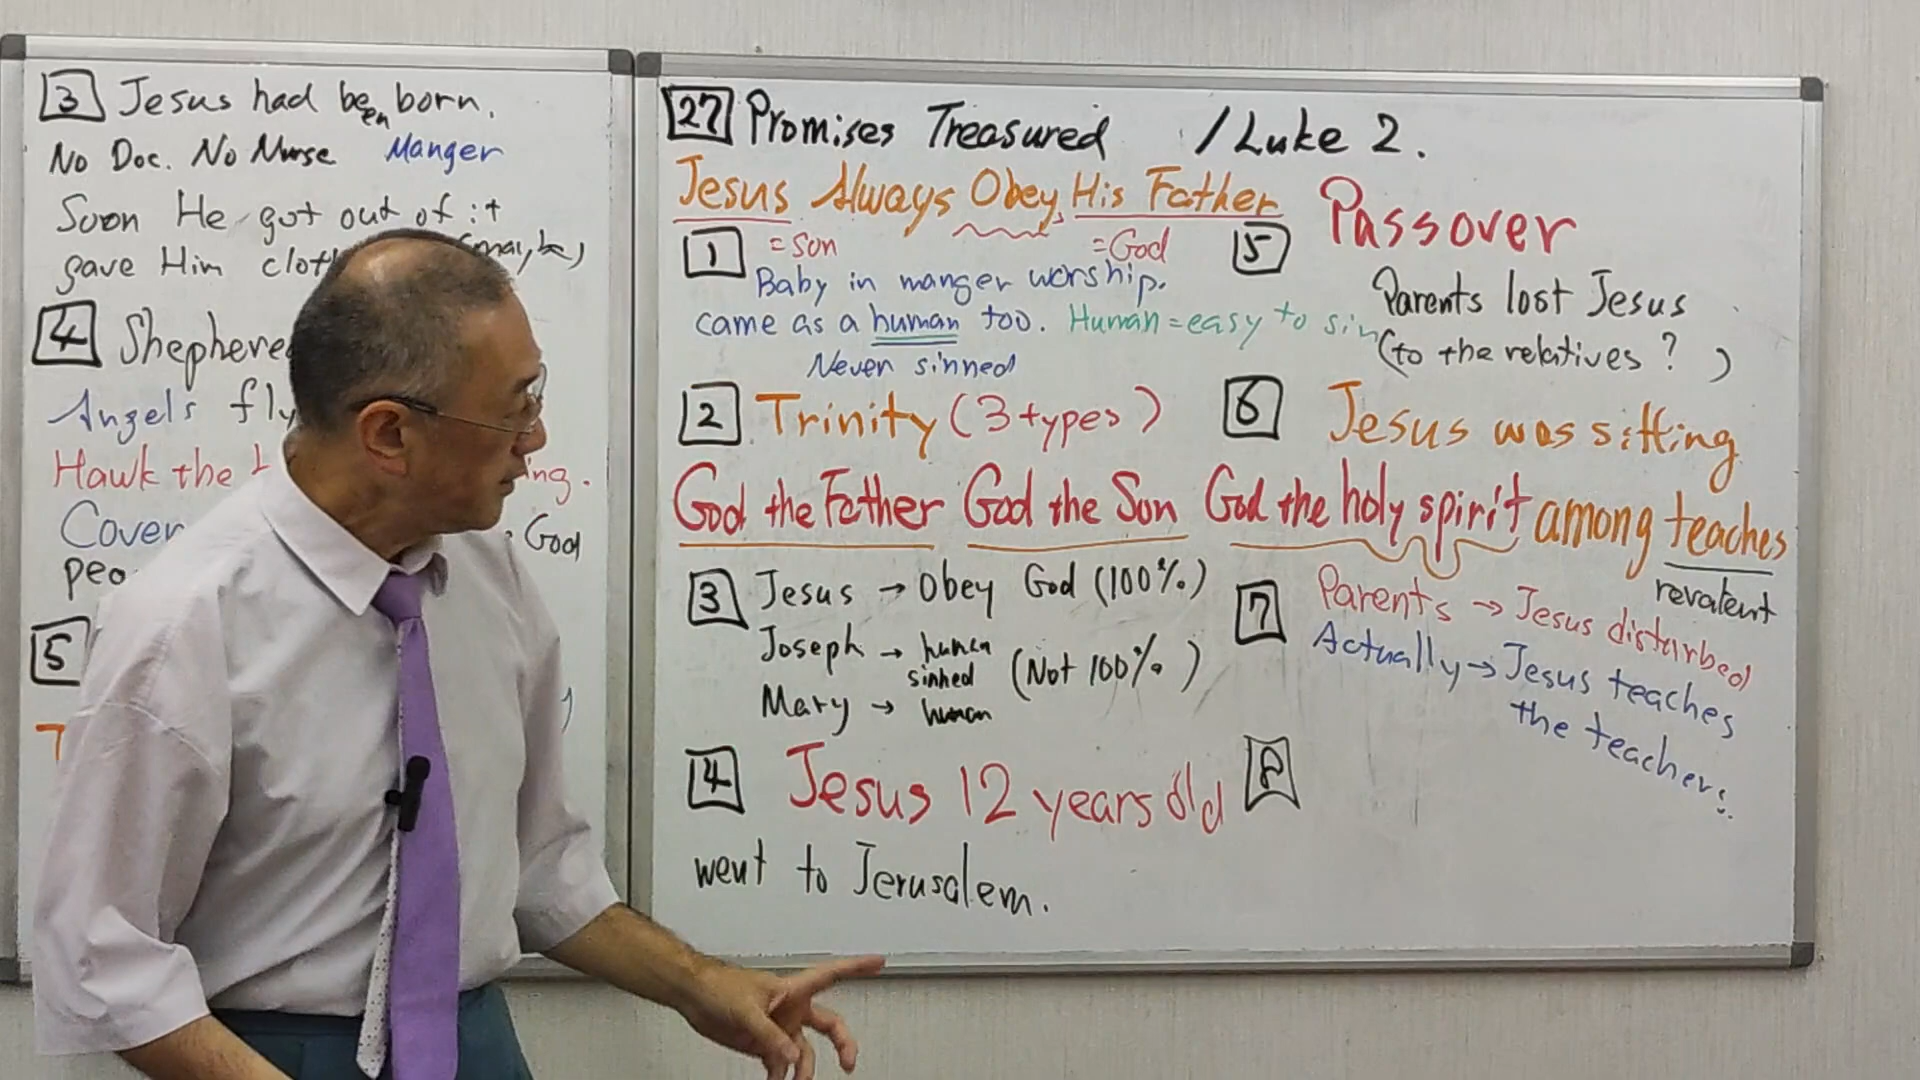 3 Jesus had been born.
No Doc. No Nurse Manger
Soon He got out of it
gave Him (maybe)
4
Angels
Hawk the
God
5
27 Promises Treasured / Luke 2.
Jesus Always Obey His Father
= Son = God
1 Baby in manger worship.
came as a human too. Human = easy to sin
Never sinned
2 Trinity (3 types)
God the Father God the Son God the holy spirit
3 Jesus → Obey God (100%)
Joseph → human
sinned (Not 100%)
Mary → human
4 Jesus 12 years old
went to Jerusalem.
5 Passover
Parents lost Jesus
(to the relatives ? )
6 Jesus was sitting
among teaches
revalent
7 Parents → Jesus disturbed
Actually → Jesus teaches
the teachers.
8